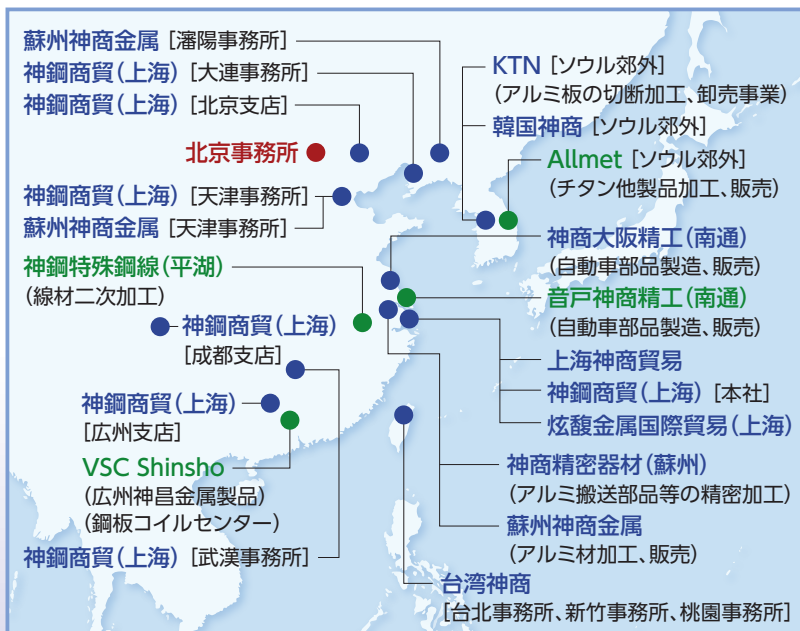 蘇州神商金属 [瀋陽事務所]
神鋼商貿(上海) [大連事務所]
神鋼商貿(上海) [北京支店]
北京事務所
神鋼商貿(上海) [天津事務所]
蘇州神商金属 [天津事務所]
神鋼特殊鋼線(平湖)
(線材二次加工)
神鋼商貿(上海)
[成都支店]
神鋼商貿(上海)
[広州支店]
VSC Shinsho
(広州神昌金属製品)
(鋼板コイルセンター)
神鋼商貿(上海) [武漢事務所]
KTN [ソウル郊外]
(アルミ板の切断加工、卸売事業)
韓国神商 [ソウル郊外]
Allmet [ソウル郊外]
(チタン他製品加工、販売)
神商大阪精工(南通)
(自動車部品製造、販売)
音戸神商精工(南通)
(自動車部品製造、販売)
上海神商貿易
神鋼商貿(上海) [本社]
炫馥金属国際貿易(上海)
神商精密器材(蘇州)
(アルミ搬送部品等の精密加工)
蘇州神商金属
(アルミ材加工、販売)
台湾神商
[台北事務所、新竹事務所、桃園事務所]